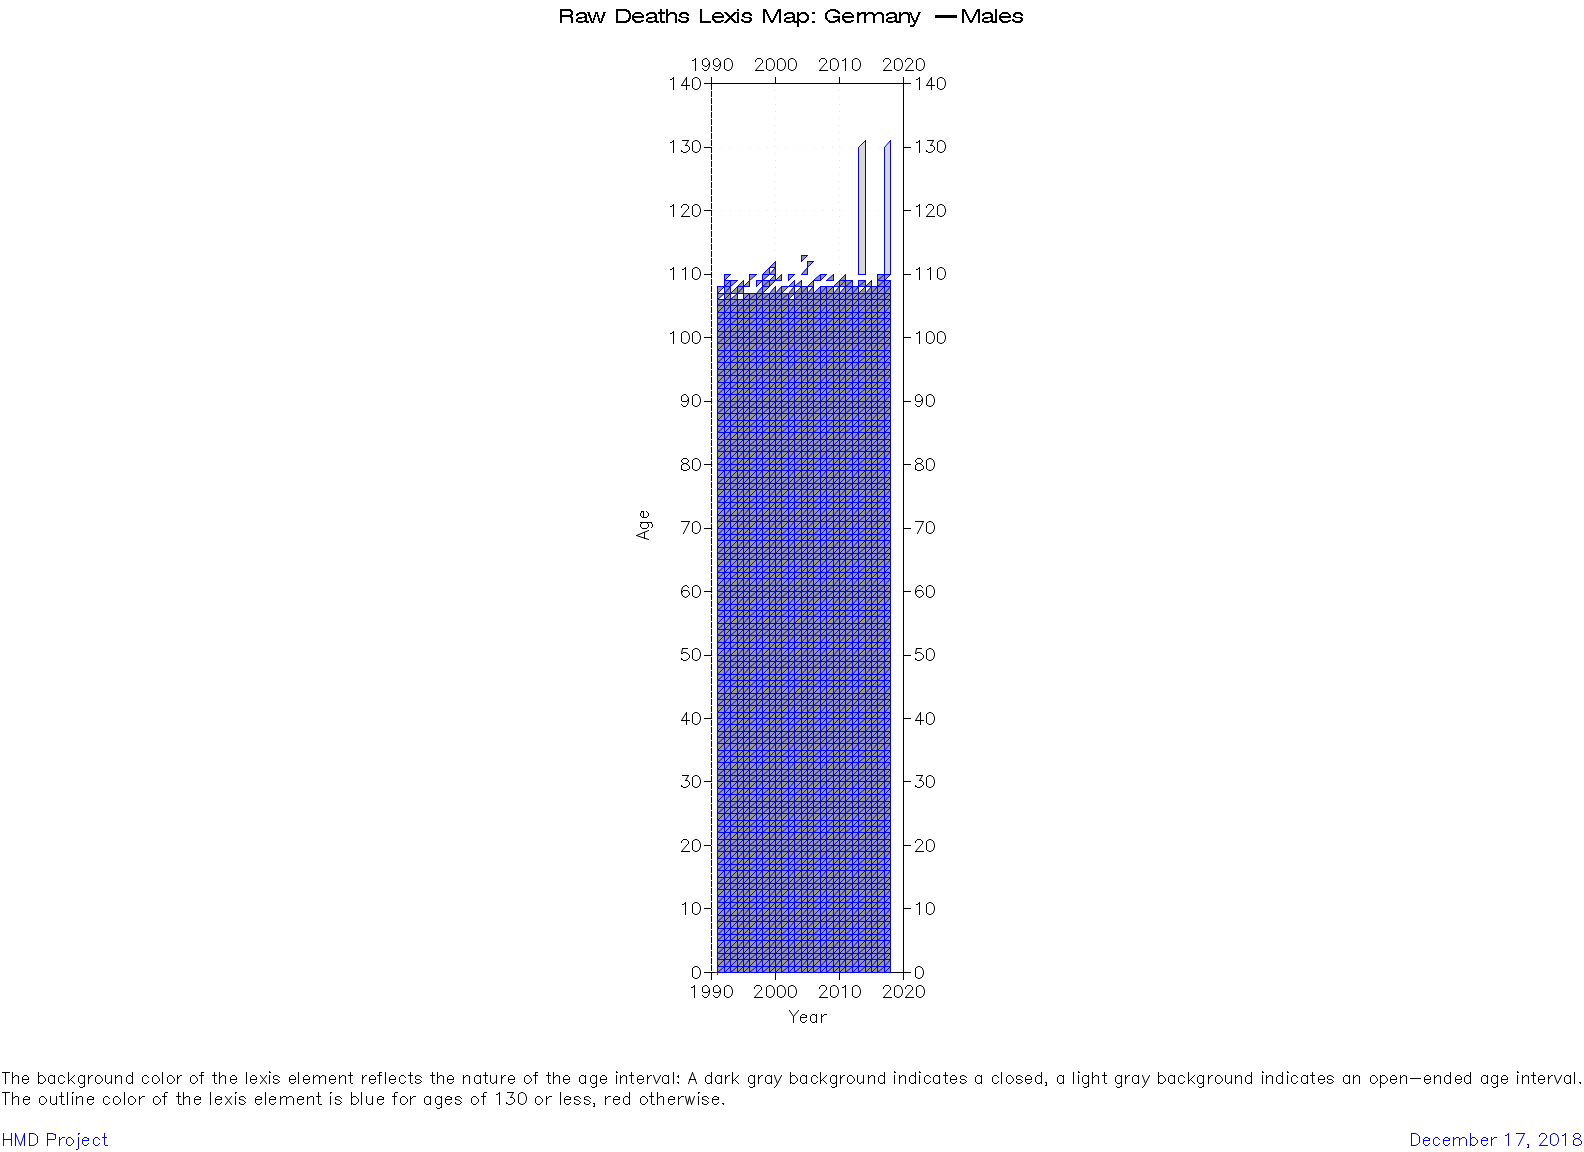 Raw Deaths Lexis Map: Germany —Males
1990 2000 2010 2020
140 140
130 130
120 120
110 110
100 100
90 90
80 80
70 70
60 60
50 50
40 40
30 30
20 20
10 10
0 0
Age
1990 2000 2010 2020
Year
The background color of the lexis element reflects the nature of the age interval: A dark gray background indicates a closed, a light gray background indicates an open—ended age interval.
The outline color of the lexis element is blue for ages of 130 or less, red otherwise.
HMD Project December 17, 2018